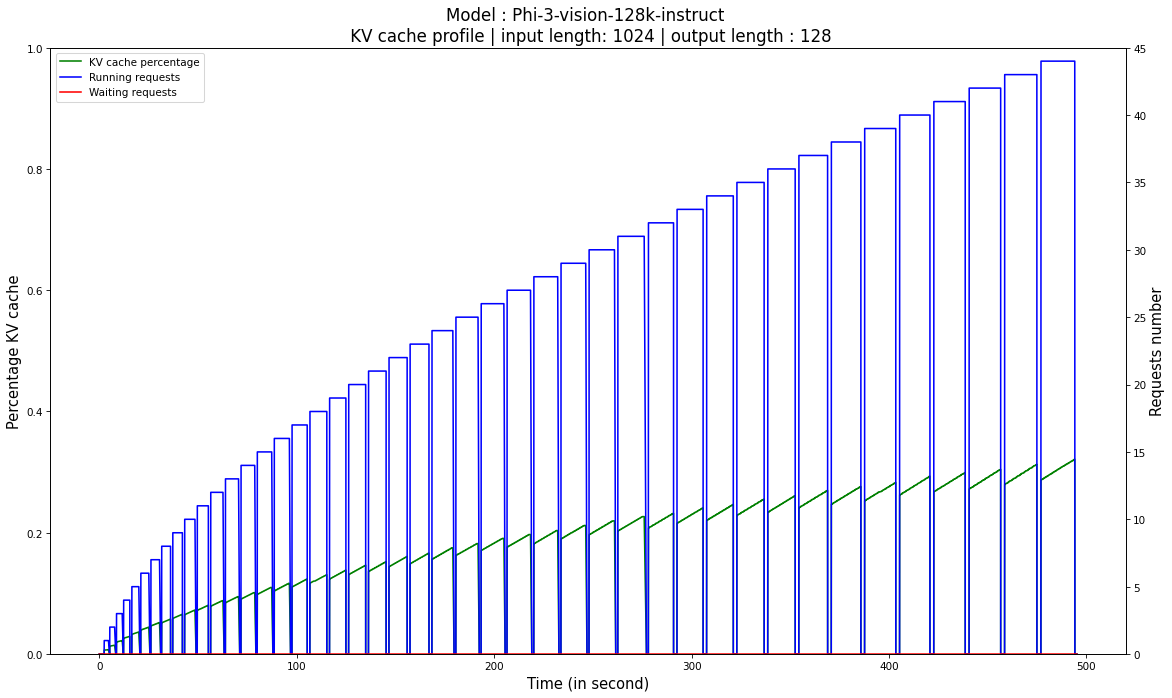 Model : Phi-3-vision-128k-instruct
KV cache profile | input length: 1024 | output length : 128
KV cache percentage
Running requests
Waiting requests
Percentage KV cache
1.0
0.8
0.6
0.4
0.2
0.0
45
40
35
30
25
20
15
10
5
0
Requests number
0 100 200 300 400 500
Time (in second)